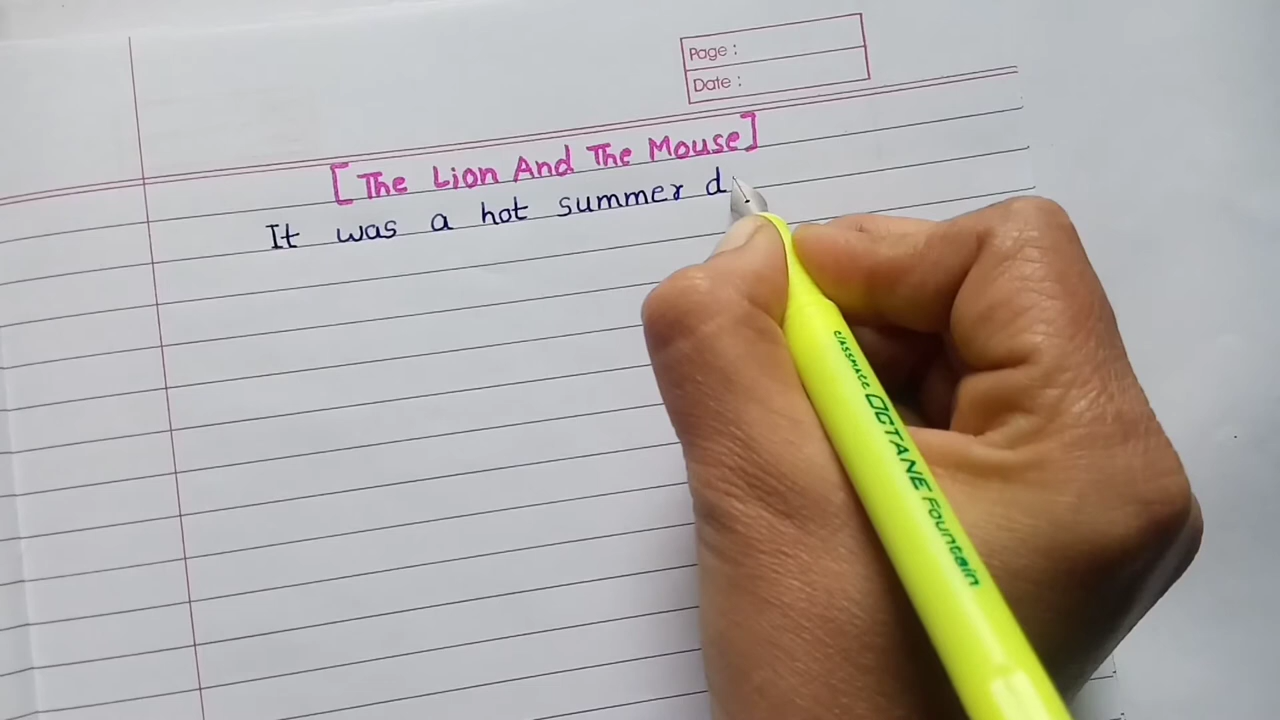 Page :
Date :
[The Lion And The Mouse]
It was a hot summer d
classmate OCTANE Fountain